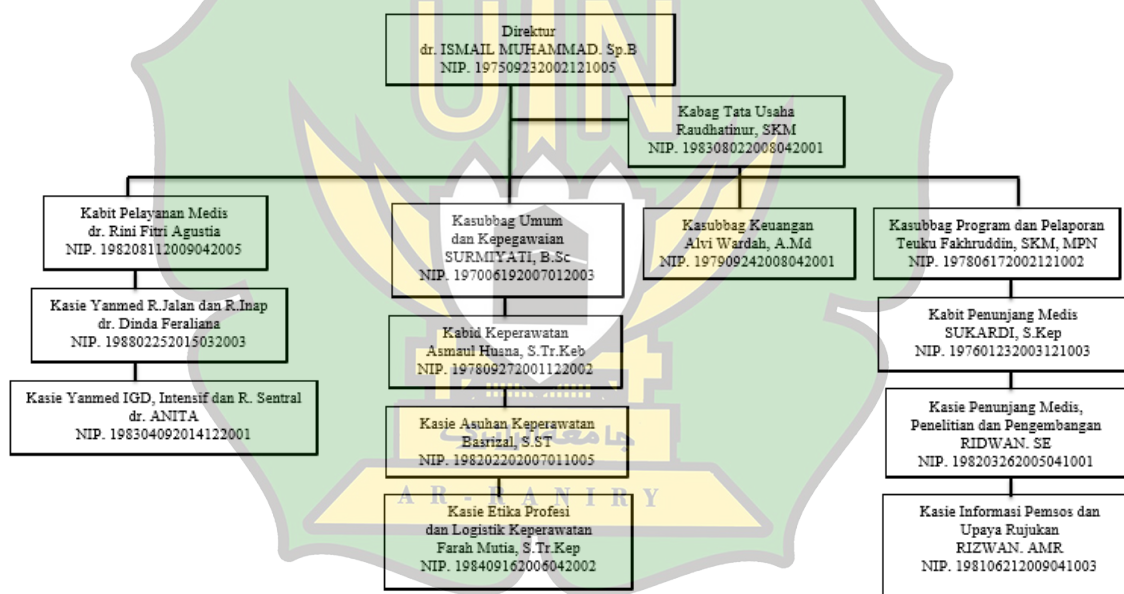 Direktur
dr. ISMAIL MUHAMMAD. Sp.B
NIP. 197509232002121005
Kabag Tata Usaha
Raudhatinur, SKM
NIP. 198308022008042001
Kabit Pelayanan Medis
dr. Rini Fitri Agustia
NIP. 198208112009042005
Kasubbag Umum
dan Kepegawaian
SURMIYATI, B.Sc
NIP. 197006192007012003
Kasubbag Keuangan
Alvi Wardah, A.Md
NIP. 197909242008042001
Kasubbag Program dan Pelaporan
Teuku Fakhruddin, SKM, MPN
NIP. 197806172002121002
Kasie Yanmed R.Jalan dan R.Inap
dr. Dinda Feraliana
NIP. 198802252015032003
Kabid Keperawatan
Asmaul Husna, S.Tr.Keb
NIP. 197809272001122002
Kabit Penunjang Medis
SUKARDI, S.Kep
NIP. 197601232003121003
Kasie Yanmed IGD, Intensif dan R. Sentral
dr. ANITA
NIP. 198304092014122001
Kasie Asuhan Keperawatan
Basrizal, S.ST
NIP. 198202202007011005
Kasie Penunjang Medis,
Penelitian dan Pengembangan
RIDWAN. SE
NIP. 198203262005041001
Kasie Etika Profesi
dan Logistik Keperawatan
Farah Mutia, S.Tr.Kep
NIP. 198409162006042002
Kasie Informasi Pemsos dan
Upaya Rujukan
RIZWAN. AMR
NIP. 198106212009041003
UIN
جامعة الرانري
AR-RANIRY